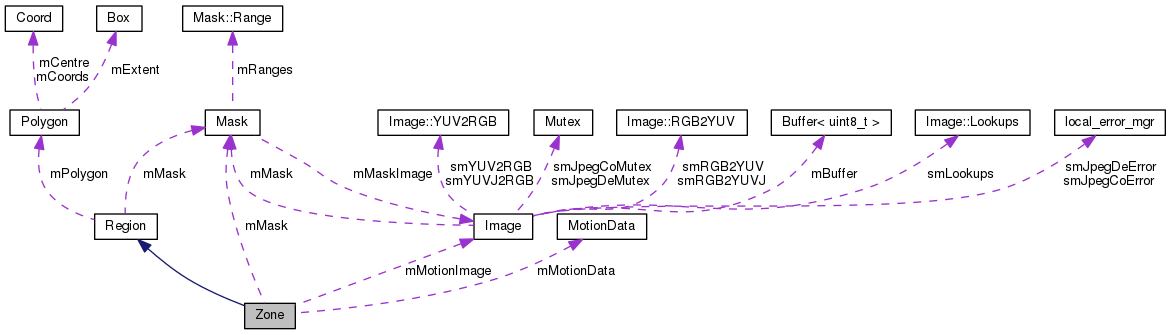 Coord
Box
Mask::Range
mCentre
mCoords
mExtent
mRanges
Polygon
Mask
Image::YUV2RGB
Mutex
Image::RGB2YUV
Buffer< uint8_t >
Image::Lookups
local_error_mgr
mPolygon
mMask
mMask
mMaskImage
smYUV2RGB
smYUVJ2RGB
smJpegCoMutex
smJpegDeMutex
smRGB2YUV
smRGB2YUVJ
mBuffer
smLookups
smJpegDeError
smJpegCoError
Region
mMask
Image
MotionData
mMotionImage
mMotionData
Zone